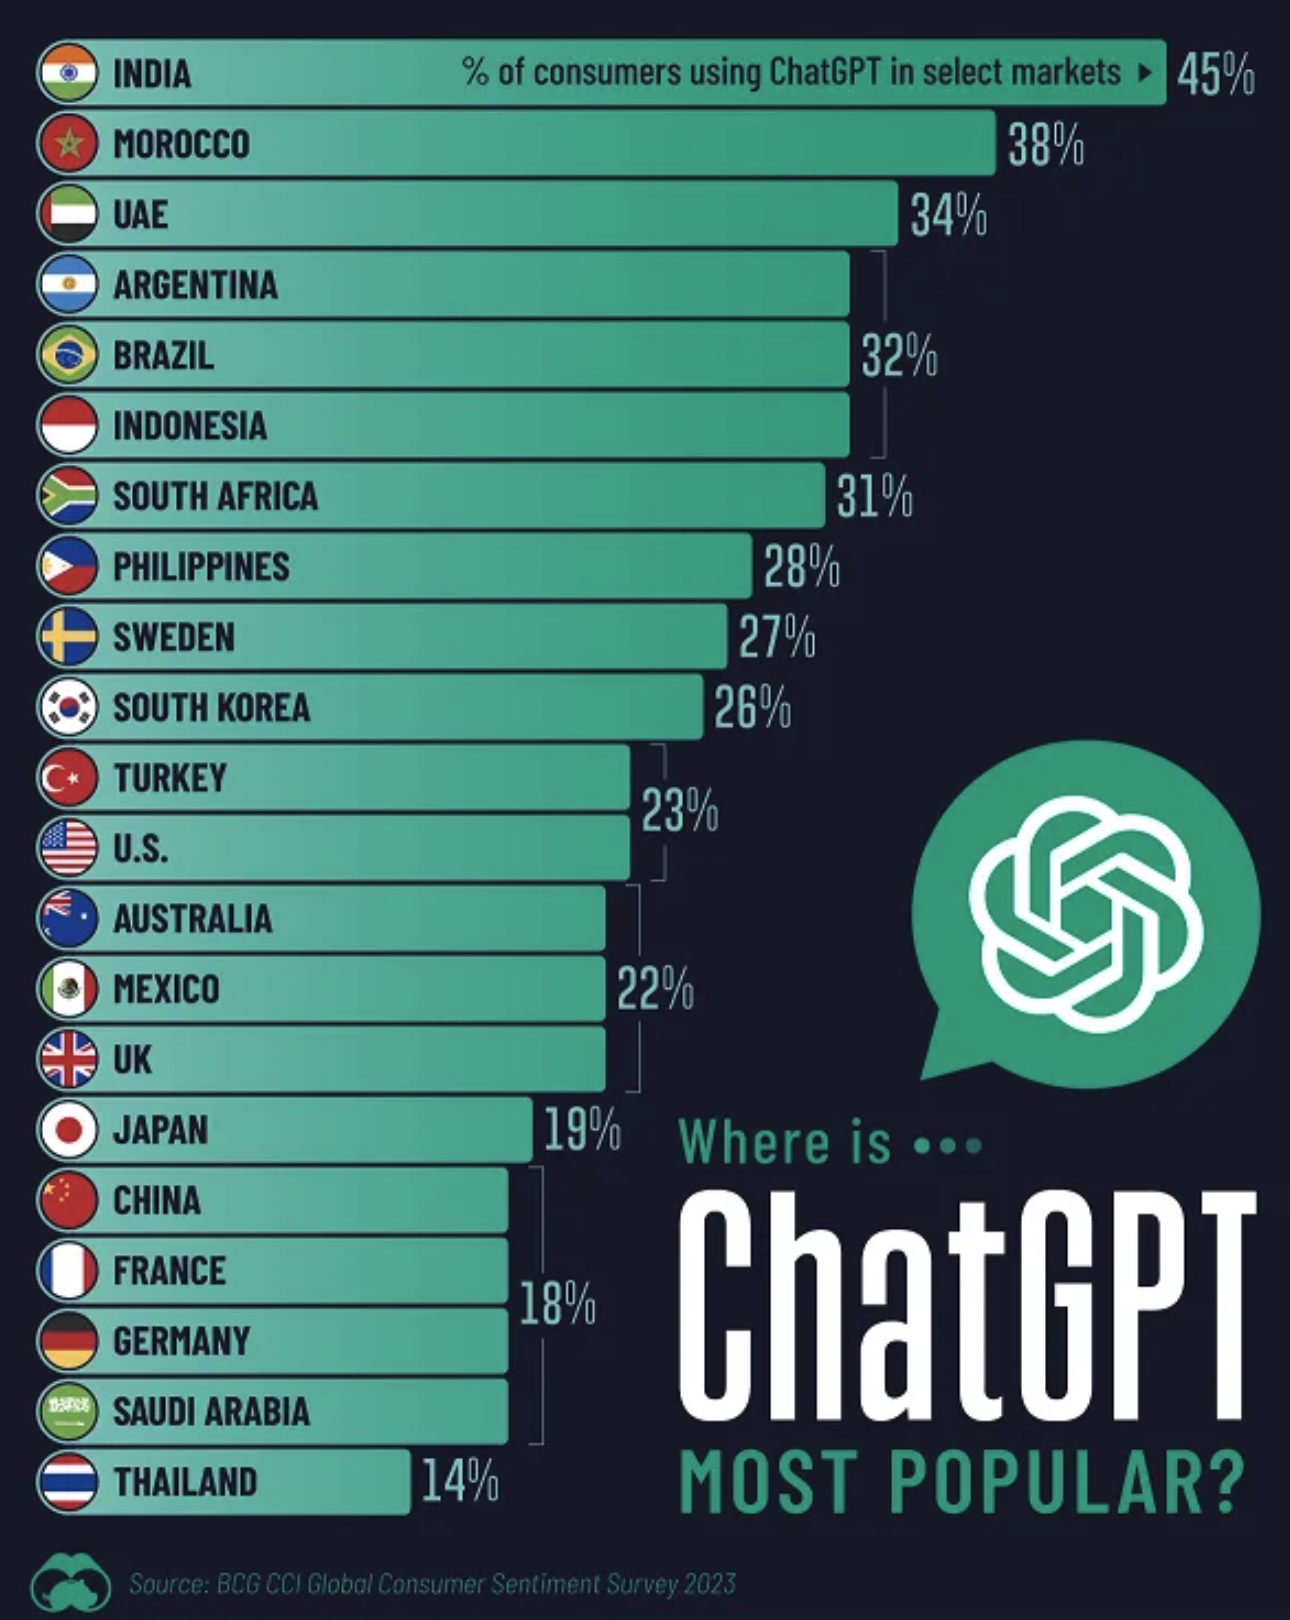 INDIA % of consumers using ChatGPT in select markets ▶ 45%
MOROCCO 38%
UAE 34%
ARGENTINA
BRAZIL 32%
INDONESIA
SOUTH AFRICA 31%
PHILIPPINES 28%
SWEDEN 27%
SOUTH KOREA 26%
TURKEY
23%
U.S.
AUSTRALIA
MEXICO 22%
UK
JAPAN 19%
CHINA
FRANCE
18%
GERMANY
SAUDI ARABIA
THAILAND 14%
Where is •••
ChatGPT
MOST POPULAR?
Source: BCG CCI Global Consumer Sentiment Survey 2023